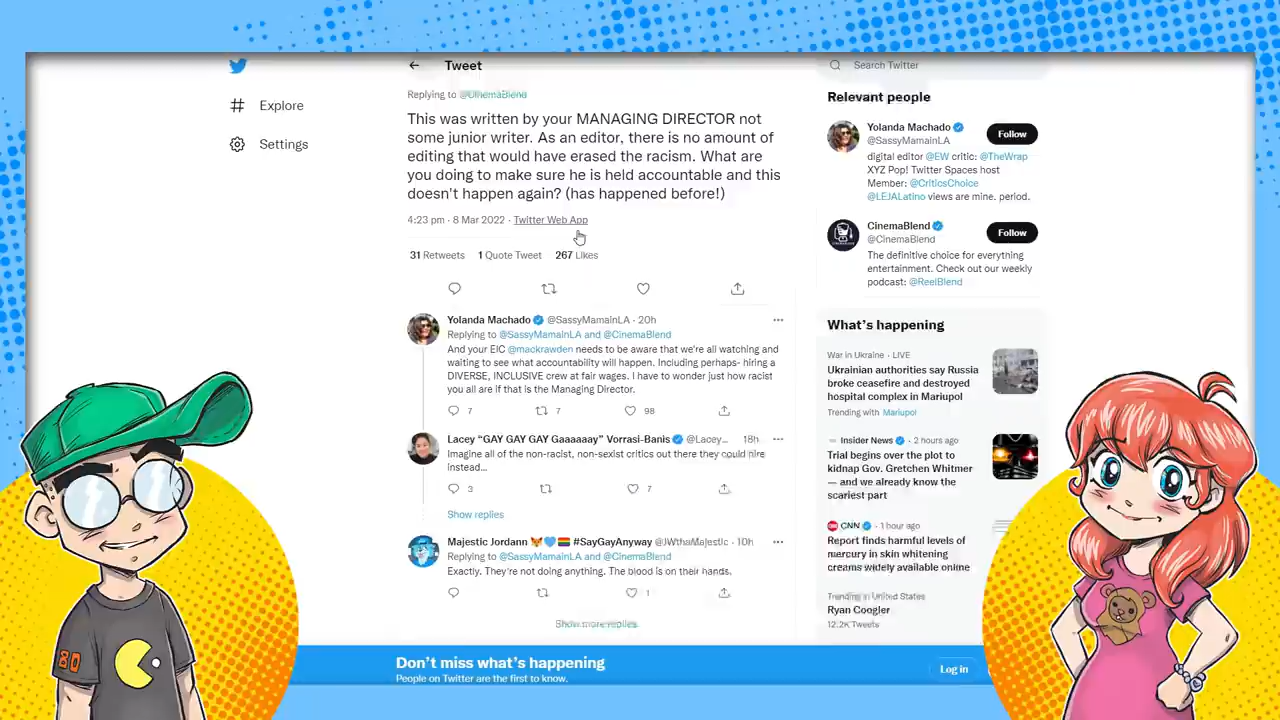 Tweet
Search Twitter
Explore
Settings
Replying to @CinemaBlend
This was written by your MANAGING DIRECTOR not
some junior writer. As an editor, there is no amount of
editing that would have erased the racism. What are
you doing to make sure he is held accountable and this
doesn't happen again? (has happened before!)
4:23 pm · 8 Mar 2022 · Twitter Web App
31 Retweets 1 Quote Tweet 267 Likes
Yolanda Machado @SassyMamainLA · 20h
Replying to @SassyMamainLA and @CinemaBlend
And your EIC @mackrawden needs to be aware that we're all watching and
waiting to see what accountability will happen. Including perhaps- hiring a
DIVERSE, INCLUSIVE crew at fair wages. I have to wonder just how racist
you all are if that is the Managing Director.
7 7 98
Lacey “GAY GAY GAY Gaaaaaay” Vorrasi-Banis @Lacey... 18h
Imagine all of the non-racist, non-sexist critics out there they could hire
instead...
3 7
Show replies
Majestic Jordann #SayGayAnyway @JWthaMajestic · 10h
Replying to @SassyMamainLA and @CinemaBlend
Exactly. They're not doing anything. The blood is on their hands.
1
Show more replies
Relevant people
Yolanda Machado
@SassyMamainLA
Follow
digital editor @EW critic: @TheWrap
XYZ Pop! Twitter Spaces host
Member: @CriticsChoice
@LEJALatino views are mine. period.
CinemaBlend
@CinemaBlend
Follow
The definitive choice for everything
entertainment. Check out our weekly
podcast: @ReelBlend
What's happening
War in Ukraine · LIVE
Ukrainian authorities say Russia
broke ceasefire and destroyed
hospital complex in Mariupol
Trending with Mariupol
Insider News · 2 hours ago
Trial begins over the plot to
kidnap Gov. Gretchen Whitmer
— and we already know the
scariest part
CNN · 1 hour ago
Report finds harmful levels of
mercury in skin whitening
creams widely available online
Trending in United States
Ryan Coogler
12.2K Tweets
Don't miss what's happening
People on Twitter are the first to know.
Log in
80